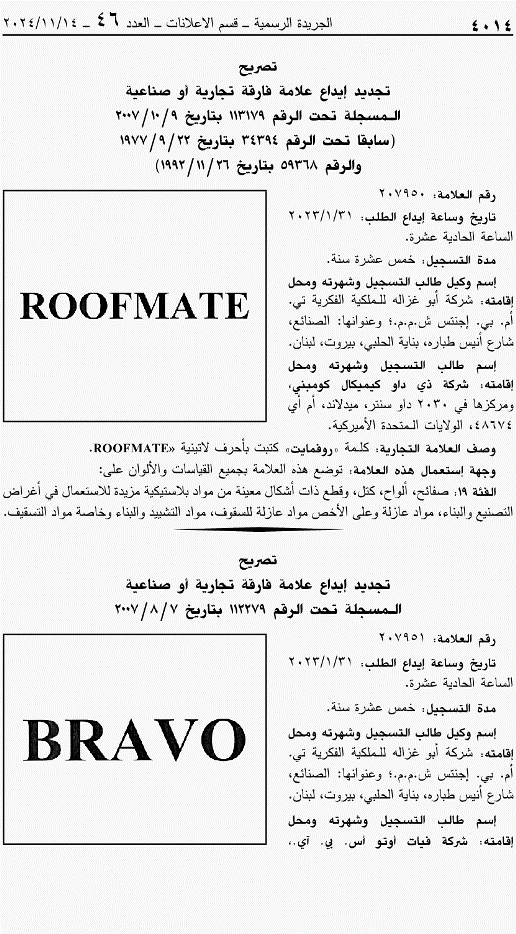 ٤٠١٤ الجريدة الرسمية ــ قسم الاعلانات ــ العدد ٤٦ ــ ٢٠٢٤/١١/١٤
تصريح
تجديد إيداع علامة فارقة تجارية أو صناعية
المسجلة تحت الرقم ١١٣١٧٩ بتاريخ ٢٠٠٧/١٠/٩
(سابقا تحت الرقم ٣٤٣٩٤ بتاريخ ١٩٧٧/٩/٢٢
والرقم ٥٩٣٦٨ بتاريخ ١٩٩٢/١١/٢٦)
رقم العلامة: ٢٠٧٩٥٠
تاريخ وساعة إيداع الطلب: ٢٠٢٣/١/٣١
الساعة الحادية عشرة.
مدة التسجيل: خمس عشرة سنة.
إسم وكيل طالب التسجيل وشهرته ومحل
إقامته: شركة أبو غزاله للملكية الفكرية تي.
أم. بي. إجنتس ش.م.م.؛ وعنوانها: الصنائع،
شارع أنيس طباره، بناية الحلبي، بيروت، لبنان.
إسم طالب التسجيل وشهرته ومحل
إقامته: شركة ذي داو كيميكال كومبني،
ومركزها في ٢٠٣٠ داو سنتر، ميدلاند، أم أي
٤٨٦٧٤، الولايات المتحدة الأميركية.
ROOFMATE
وصف العلامة التجارية: كلمة «روفمايت» كتبت بأحرف لاتينية «ROOFMATE.
وجهة إستعمال هذه العلامة: توضع هذه العلامة بجميع القياسات والألوان على:
الفئة ١٩: صفائح، ألواح، كتل، وقطع ذات أشكال معينة من مواد بلاستيكية مزيدة للاستعمال في أغراض
التصنيع والبناء، مواد عازلة وعلى الأخص مواد عازلة للسقوف، مواد التشييد والبناء وخاصة مواد التسقيف.
تصريح
تجديد إيداع علامة فارقة تجارية أو صناعية
المسجلة تحت الرقم ١١٢٢٧٩ بتاريخ ٢٠٠٧/٨/٧
رقم العلامة: ٢٠٧٩٥١
تاريخ وساعة إيداع الطلب: ٢٠٢٣/١/٣١
الساعة الحادية عشرة.
مدة التسجيل: خمس عشرة سنة.
إسم وكيل طالب التسجيل وشهرته ومحل
إقامته: شركة أبو غزاله للملكية الفكرية تي.
أم. بي. إجنتس ش.م.م.؛ وعنوانها: الصنائع،
شارع أنيس طباره، بناية الحلبي، بيروت، لبنان.
إسم طالب التسجيل وشهرته ومحل
إقامته: شركة فيات أوتو أس. بي. آي.،
BRAVO